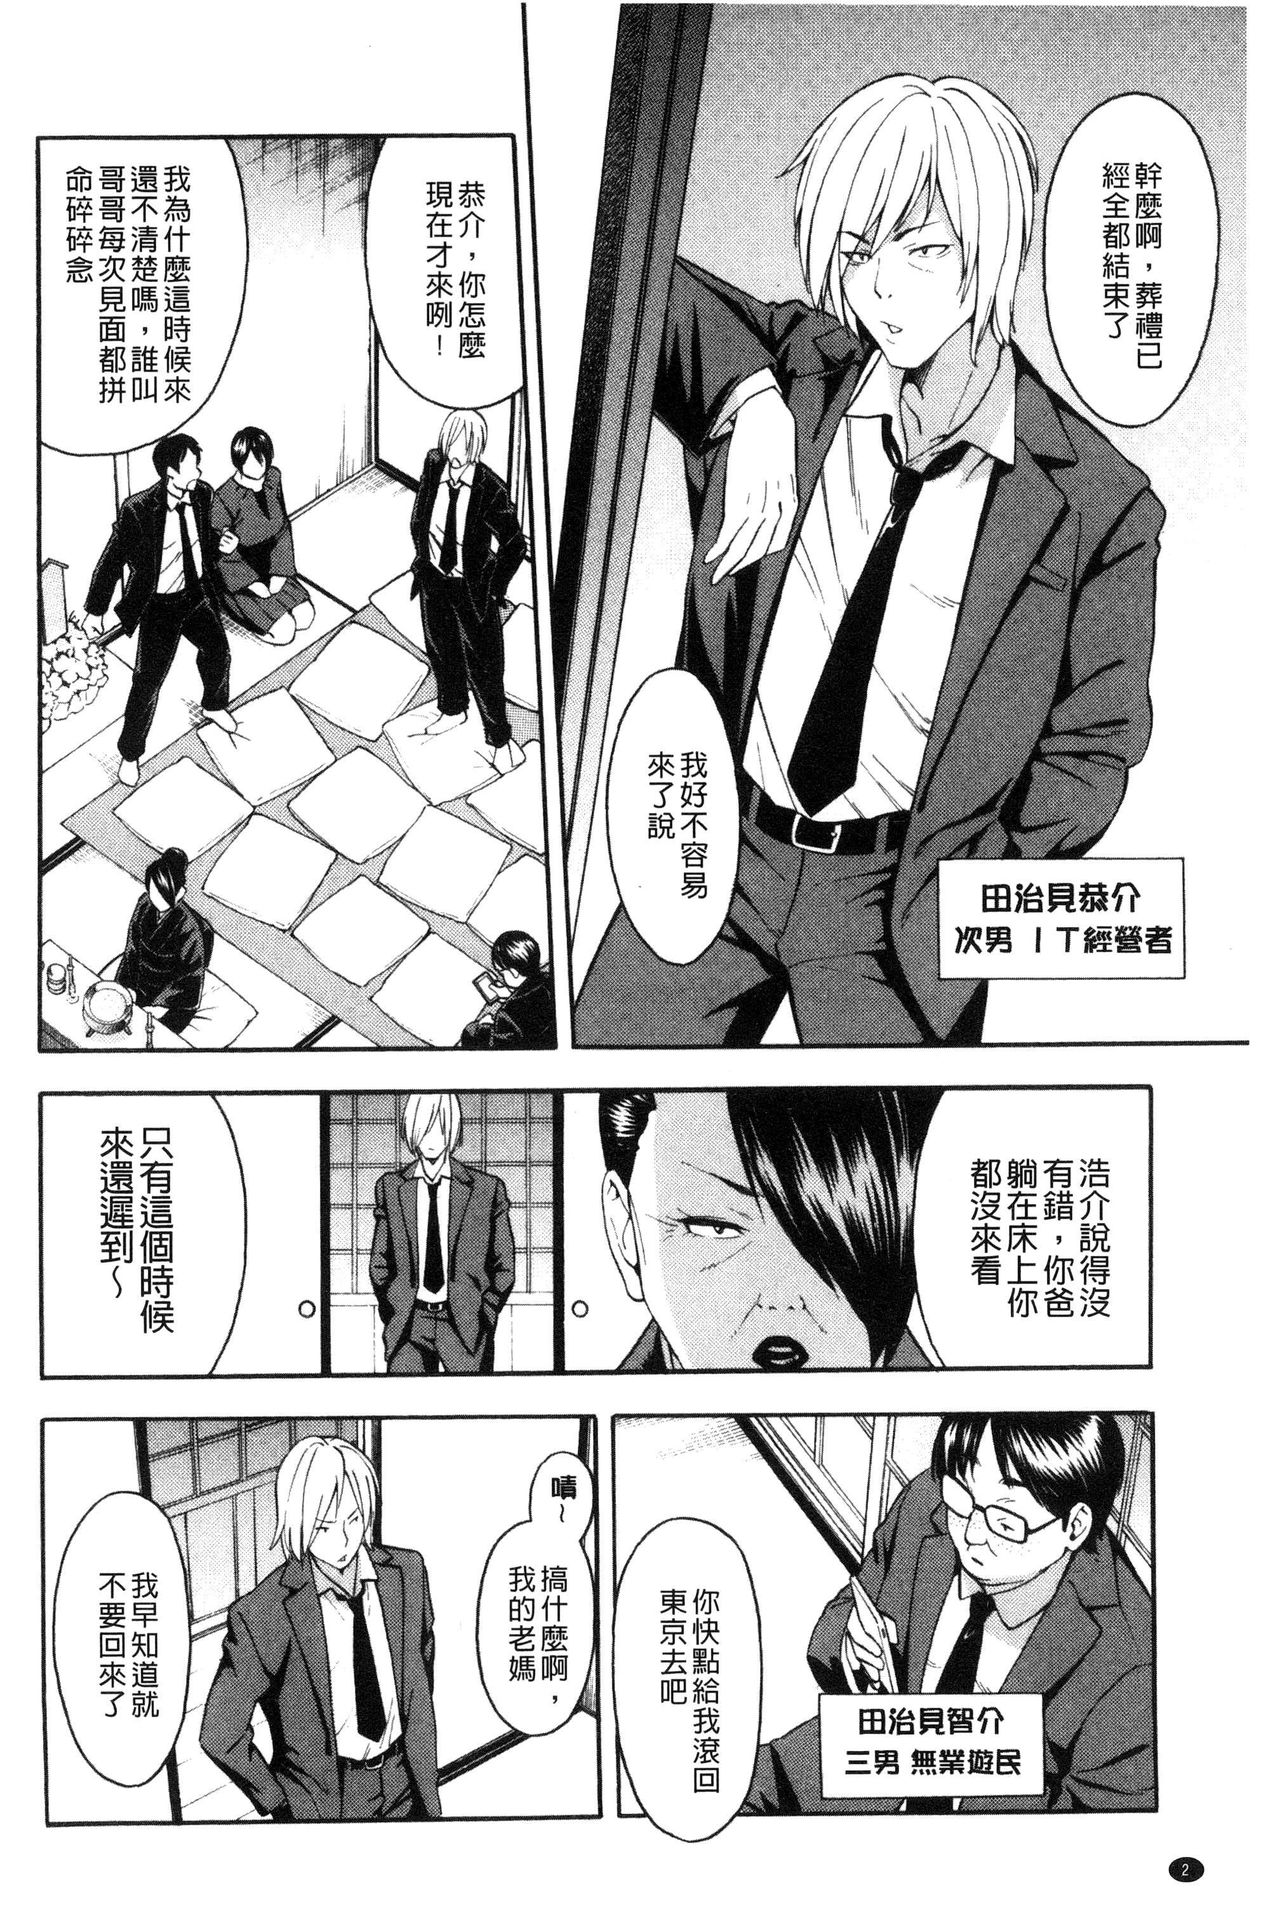 幹麼啊，葬禮已
經全都結束了
我好不容易
來了說
田治見恭介
次男 IT經營者
恭介，你怎麼
現在才來咧！
我為什麼這時候來
還不清楚嗎，誰叫
哥哥每次見面都拼
命碎碎念
浩介說得沒
有錯，你爸
躺在床上你
都沒來看
只有這個時候
來還遲到～
你快點給我滾回
東京去吧
田治見智介
三男 無業遊民
嘖～
搞什麼啊，
我的老媽
我早知道就
不要回來了
2